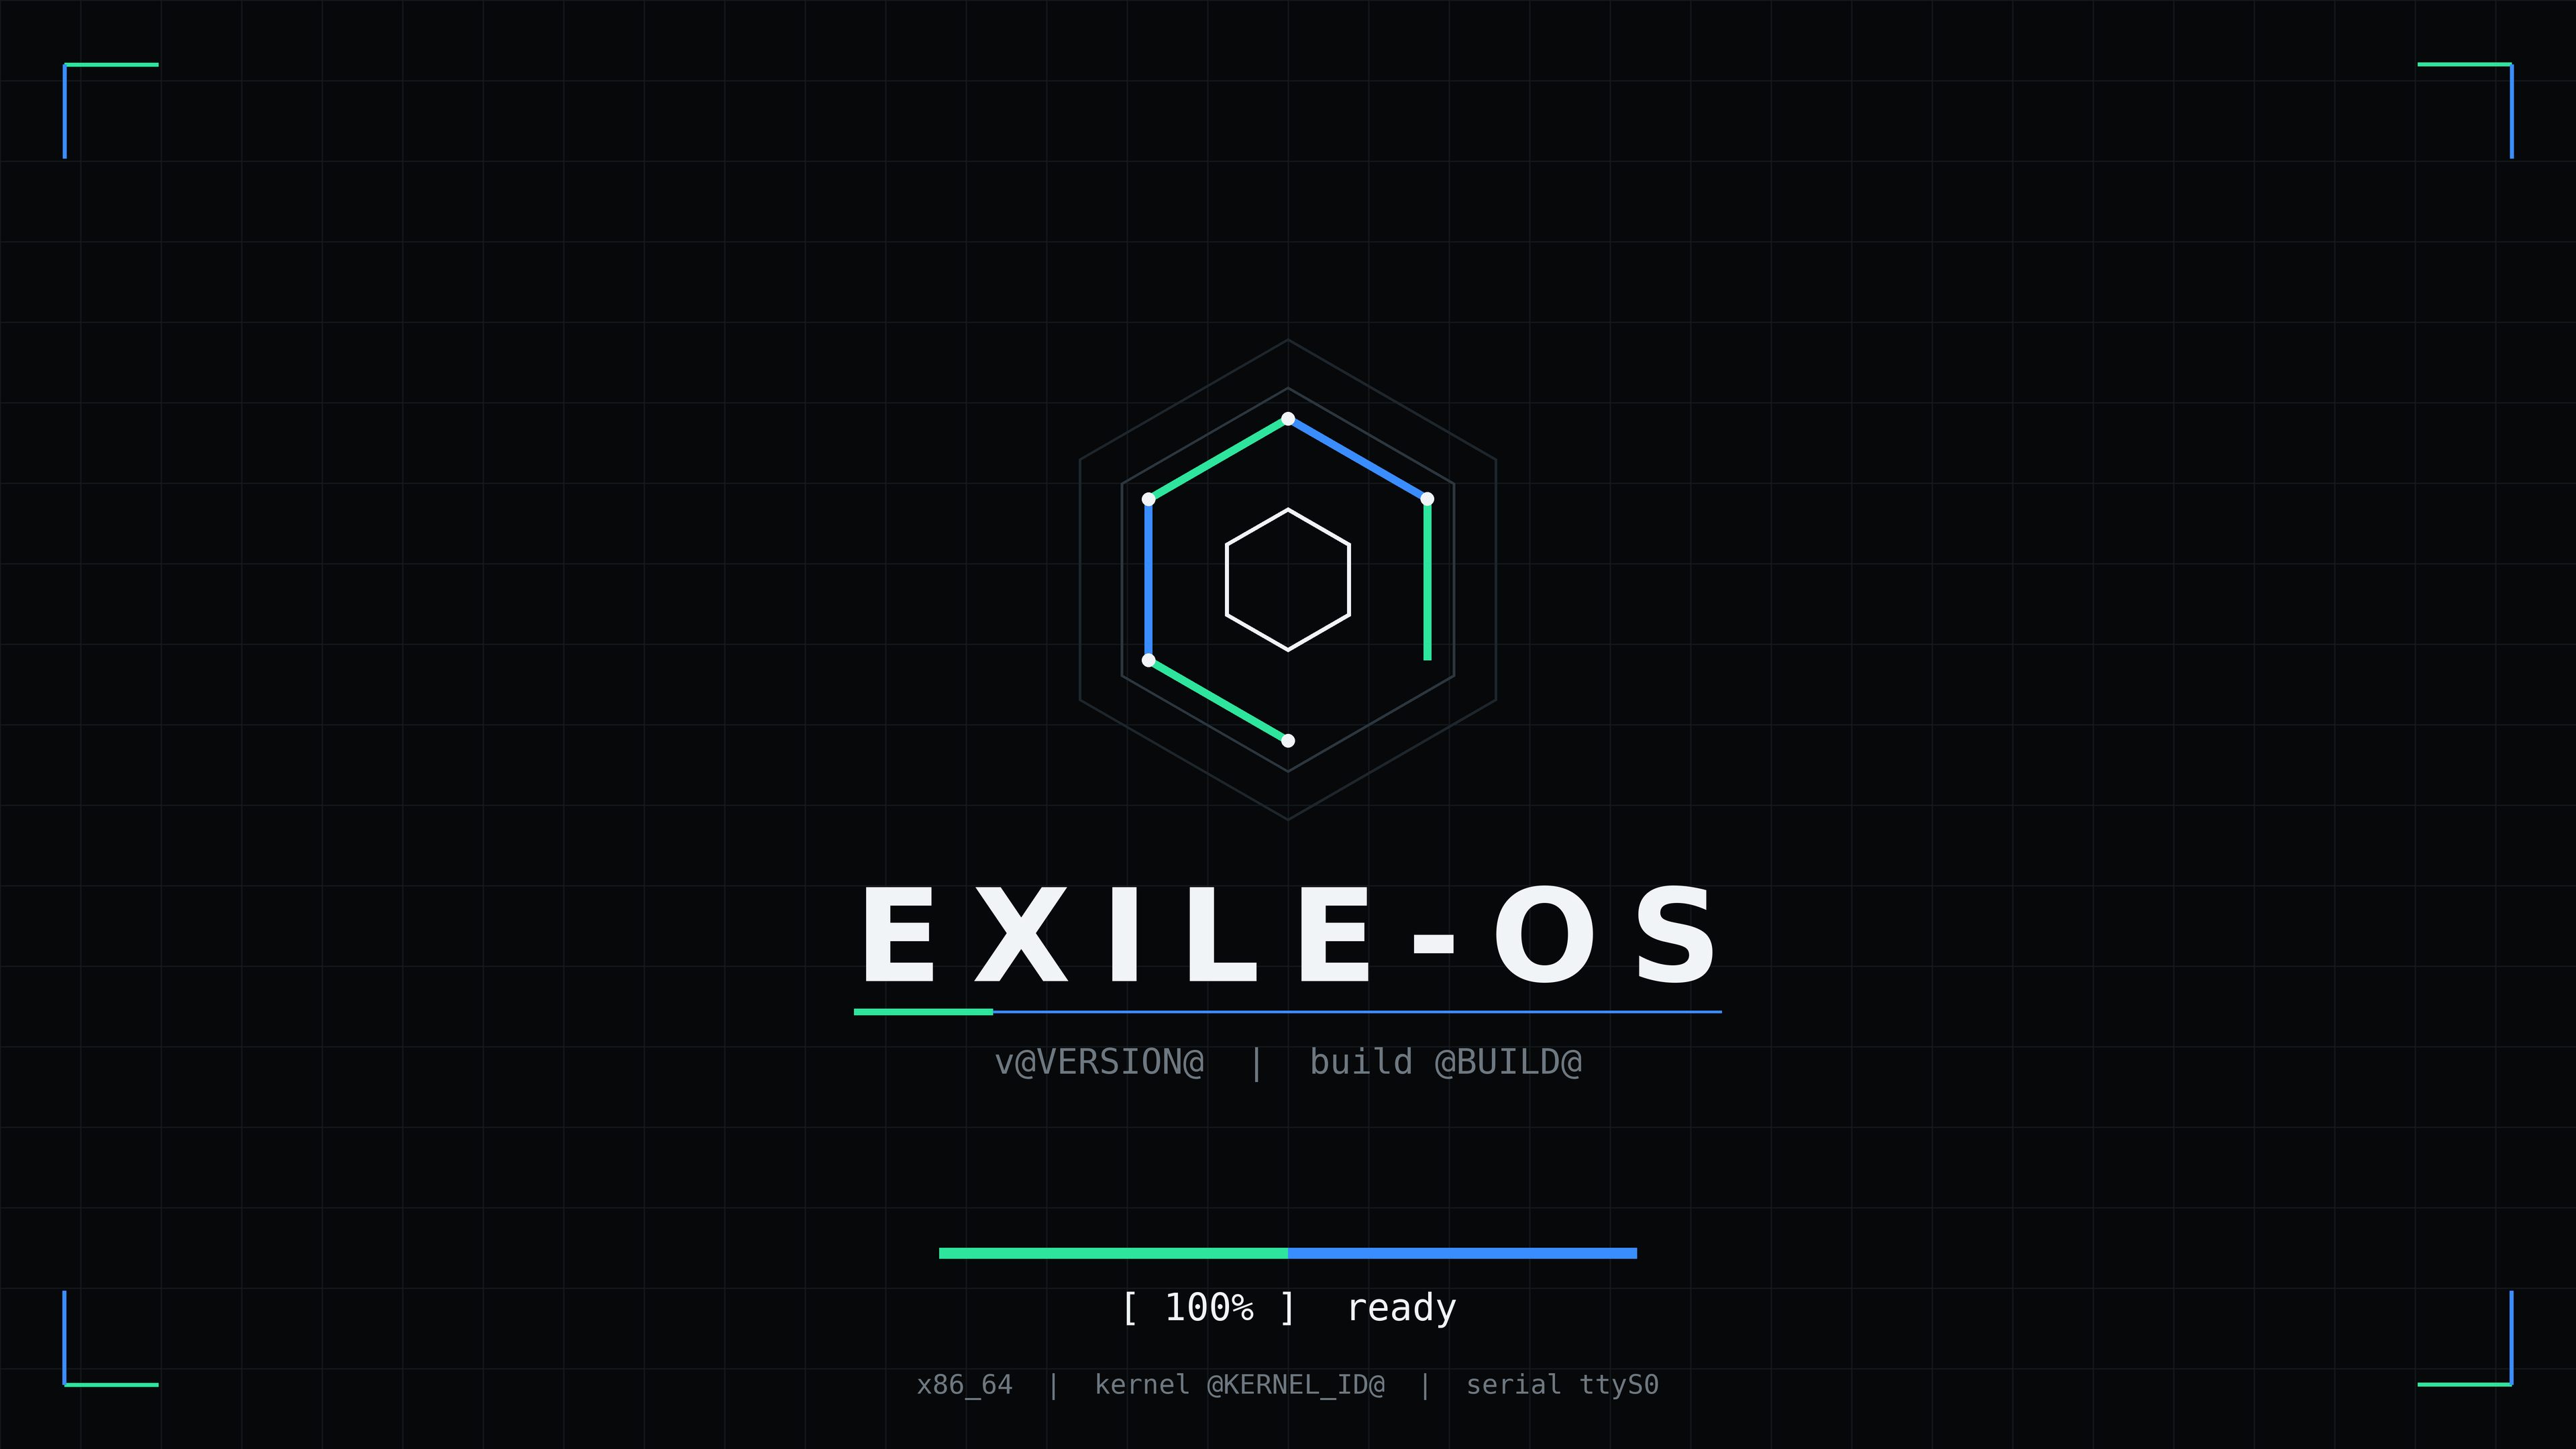 EXILE-OS
v@VERSION@ | build @BUILD@
[ 100% ] ready
x86_64 | kernel @KERNEL_ID@ | serial ttyS0